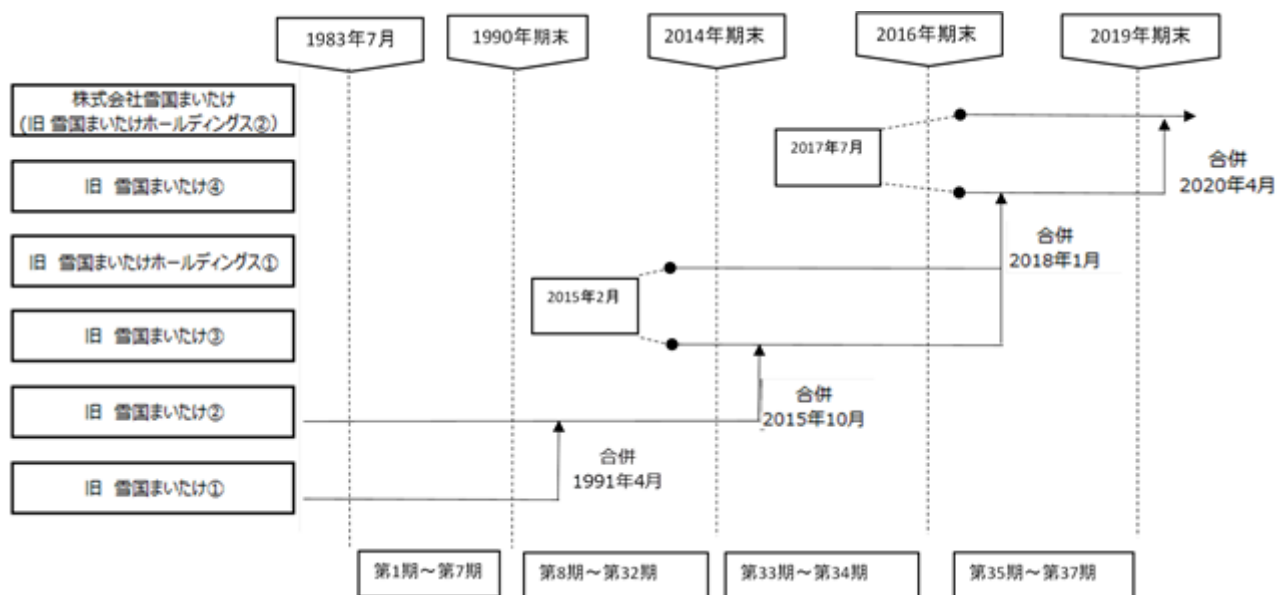 1983年7月
1990年期末
2014年期末
2016年期末
2019年期末
株式会社雪国まいたけ
(旧 雪国まいたけホールディングス②)
旧 雪国まいたけ④
旧 雪国まいたけホールディングス①
旧 雪国まいたけ③
旧 雪国まいたけ②
旧 雪国まいたけ①
2017年7月
合併
2020年4月
合併
2018年1月
2015年2月
合併
2015年10月
合併
1991年4月
第1期～第7期
第8期～第32期
第33期～第34期
第35期～第37期